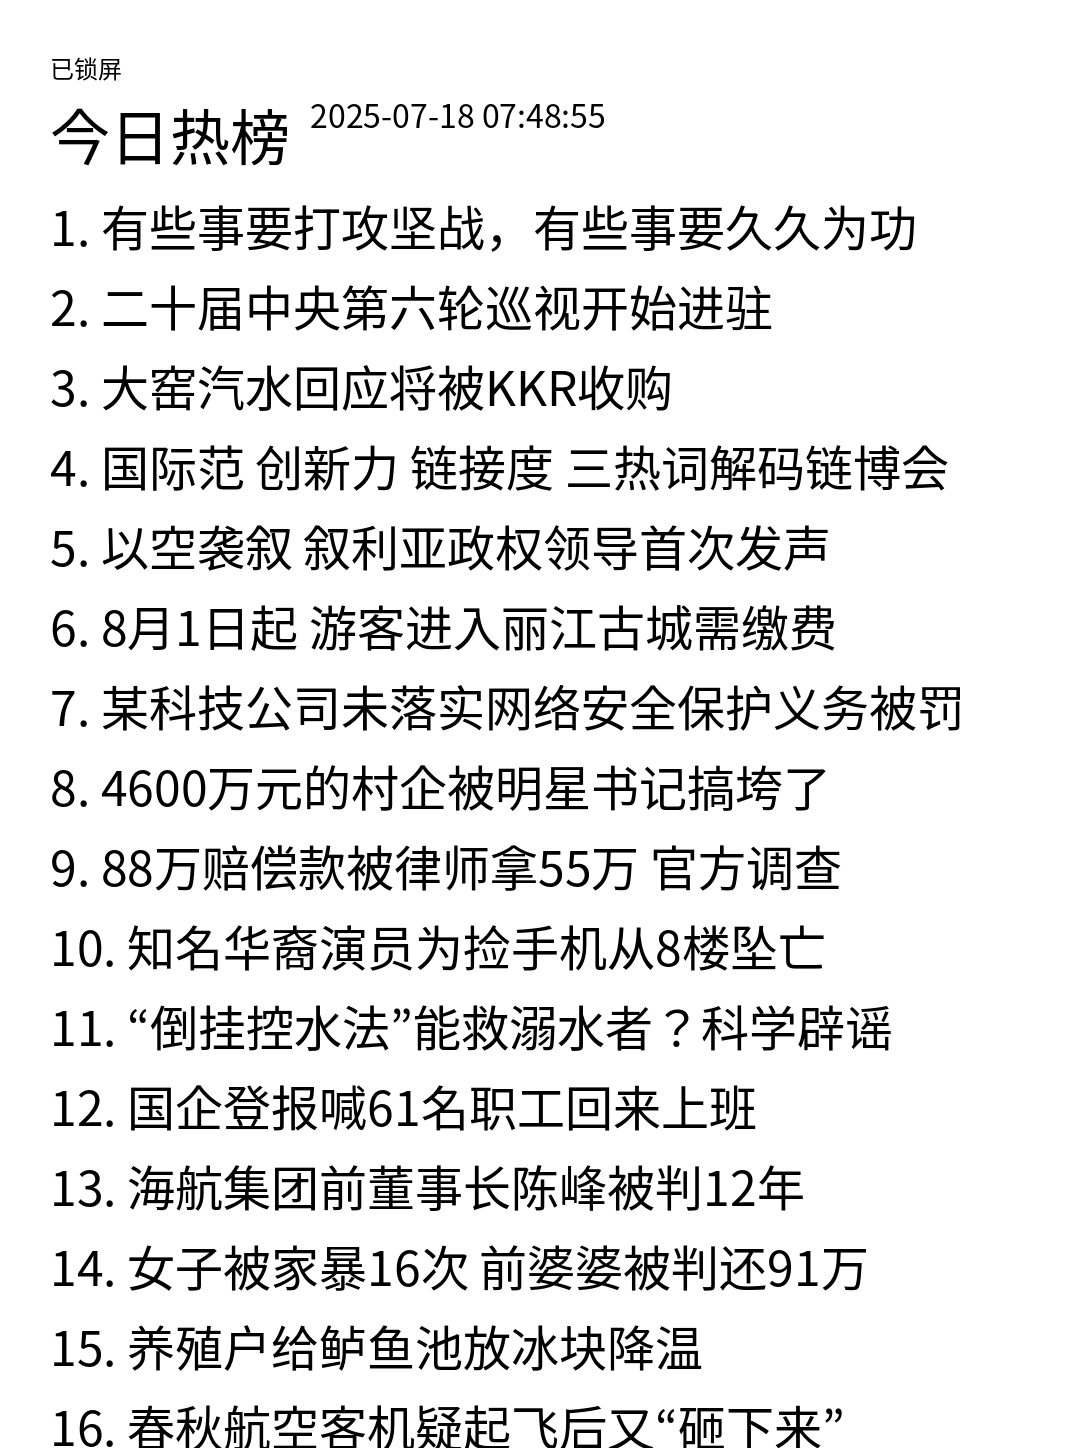 已锁屏
今日热榜 2025-07-18 07:48:55
1. 有些事要打攻坚战，有些事要久久为功
2. 二十届中央第六轮巡视开始进驻
3. 大窑汽水回应将被KKR收购
4. 国际范 创新力 链接度 三热词解码链博会
5. 以空袭叙 叙利亚政权领导首次发声
6. 8月1日起 游客进入丽江古城需缴费
7. 某科技公司未落实网络安全保护义务被罚
8. 4600万元的村企被明星书记搞垮了
9. 88万赔偿款被律师拿55万 官方调查
10. 知名华裔演员为捡手机从8楼坠亡
11. “倒挂控水法”能救溺水者？科学辟谣
12. 国企登报喊61名职工回来上班
13. 海航集团前董事长陈峰被判12年
14. 女子被家暴16次 前婆婆被判还91万
15. 养殖户给鲈鱼池放冰块降温
16. 春秋航空客机疑起飞后又“砸下来”